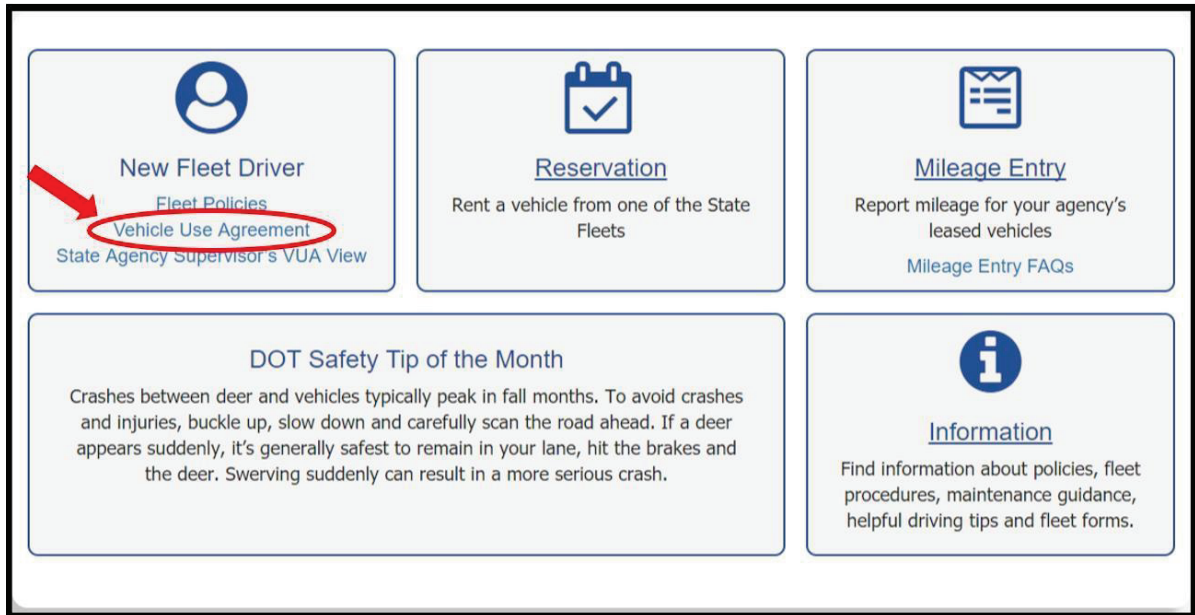 New Fleet Driver
Fleet Policies
Vehicle Use Agreement
State Agency Supervisor's VUA View
Reservation
Rent a vehicle from one of the State
Fleets
Mileage Entry
Report mileage for your agency's
leased vehicles
Mileage Entry FAQs
DOT Safety Tip of the Month
Crashes between deer and vehicles typically peak in fall months. To avoid crashes
and injuries, buckle up, slow down and carefully scan the road ahead. If a deer
appears suddenly, it's generally safest to remain in your lane, hit the brakes and
the deer. Swerving suddenly can result in a more serious crash.
Information
Find information about policies, fleet
procedures, maintenance guidance,
helpful driving tips and fleet forms.